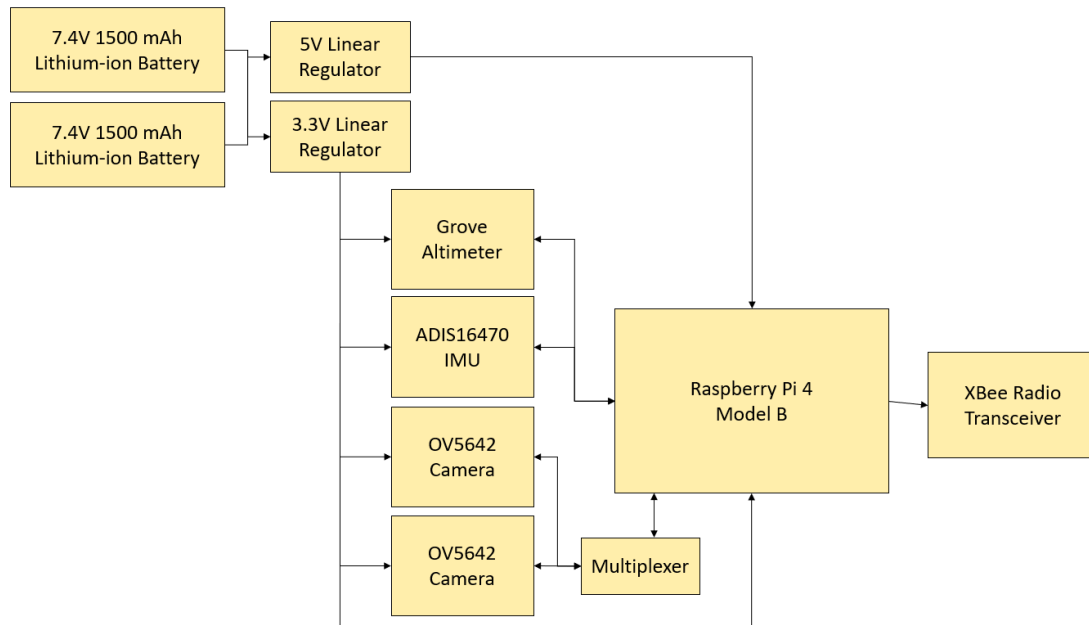 7.4V 1500 mAh
Lithium-ion Battery
5V Linear
Regulator
7.4V 1500 mAh
Lithium-ion Battery
3.3V Linear
Regulator
Grove
Altimeter
ADIS16470
IMU
Raspberry Pi 4
Model B
XBee Radio
Transceiver
OV5642
Camera
OV5642
Camera
Multiplexer